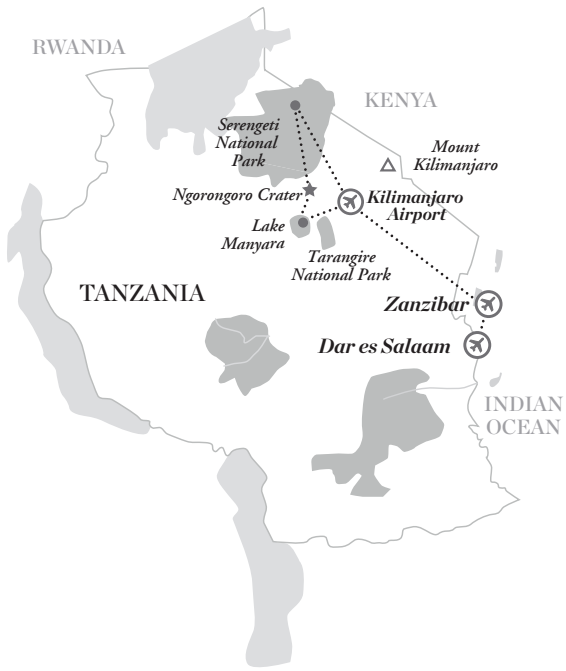 RWANDA
KENYA
Serengeti
National
Park
Mount
Kilimanjaro
Ngorongoro Crater
Kilimanjaro
Airport
Lake
Manyara
Tarangire
National Park
TANZANIA
Zanzibar
Dar es Salaam
INDIAN
OCEAN